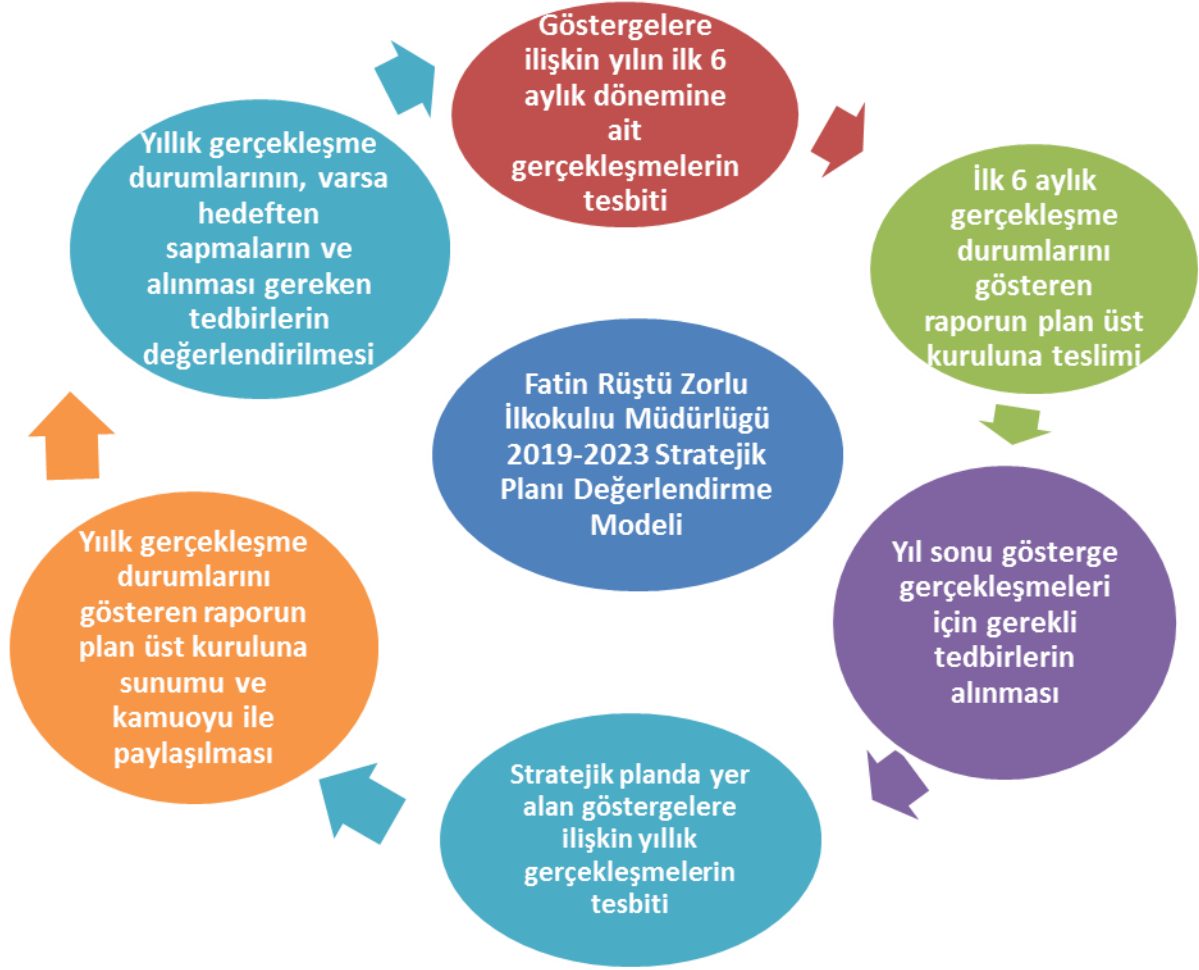 Göstergelere
ilişkin yılın ilk 6
aylık dönemine
ait
gerçekleşmelerin
tesbiti
İlk 6 aylık
gerçekleşme
durumlarını
gösteren
raporun plan üst
kuruluna teslimi
Yıl sonu gösterge
gerçekleşmeleri
için gerekli
tedbirlerin
alınması
Stratejik planda yer
alan göstergelere
ilişkin yıllık
gerçekleşmelerin
tesbiti
Yıılk gerçekleşme
durumlarını
gösteren raporun
plan üst kuruluna
sunumu ve
kamuoyu ile
paylaşılması
Yıllık gerçekleşme
durumlarının, varsa
hedeften
sapmaların ve
alınması gereken
tedbirlerin
değerlendirilmesi
Fatin Rüştü Zorlu
İlkokulıu Müdürlügü
2019-2023 Stratejik
Planı Değerlendirme
Modeli